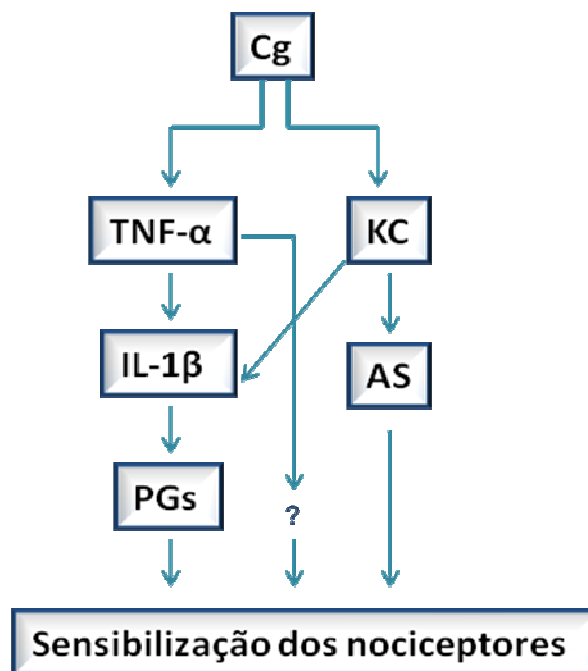 Cg
TNF-α
KC
IL-1β
AS
PGs
?
Sensibilização dos nociceptores